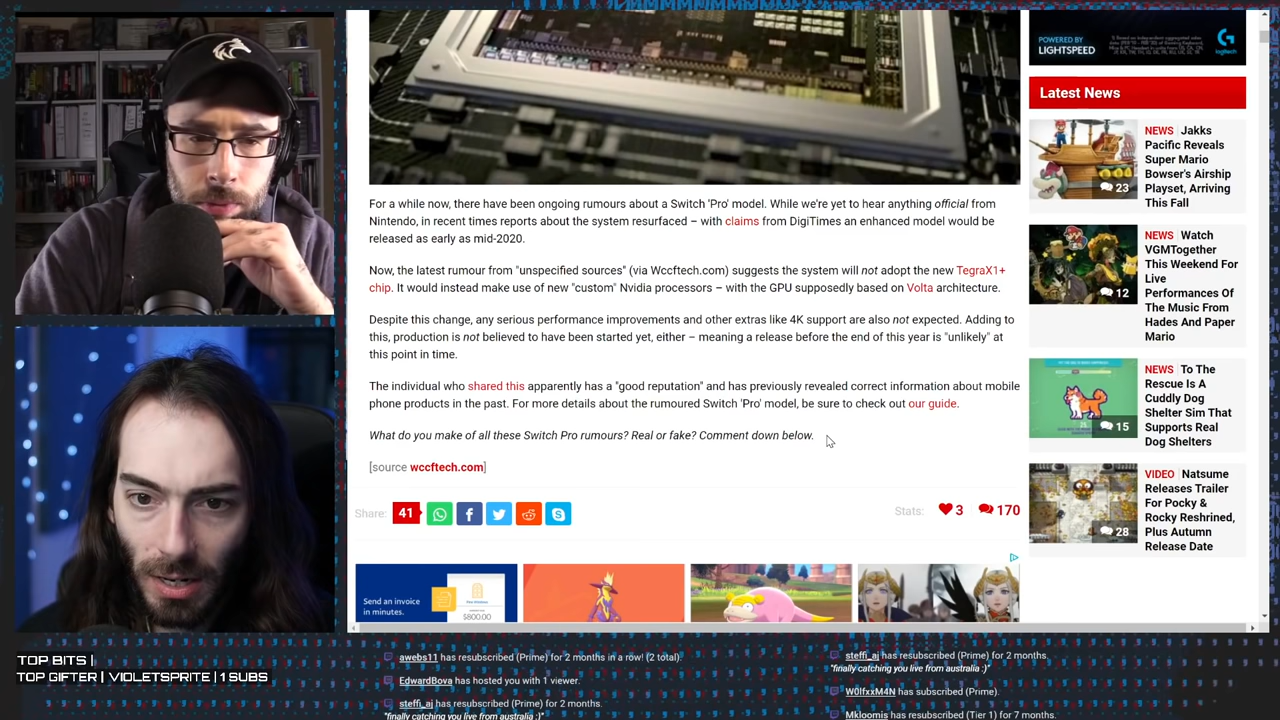 POWERED BY
LIGHTSPEED
logitech
Latest News
NEWS Jakks
Pacific Reveals
Super Mario
Bowser's Airship
Playset, Arriving
This Fall
23
NEWS Watch
VGMTogether
This Weekend For
Live
Performances Of
The Music From
Hades And Paper
Mario
12
NEWS To The
Rescue Is A
Cuddly Dog
Shelter Sim That
Supports Real
Dog Shelters
15
VIDEO Natsume
Releases Trailer
For Pocky &
Rocky Reshrined,
Plus Autumn
Release Date
28
For a while now, there have been ongoing rumours about a Switch 'Pro' model. While we're yet to hear anything official from
Nintendo, in recent times reports about the system resurfaced – with claims from DigiTimes an enhanced model would be
released as early as mid-2020.
Now, the latest rumour from "unspecified sources" (via Wccftech.com) suggests the system will not adopt the new TegraX1+
chip. It would instead make use of new "custom" Nvidia processors – with the GPU supposedly based on Volta architecture.
Despite this change, any serious performance improvements and other extras like 4K support are also not expected. Adding to
this, production is not believed to have been started yet, either – meaning a release before the end of this year is "unlikely" at
this point in time.
The individual who shared this apparently has a "good reputation" and has previously revealed correct information about mobile
phone products in the past. For more details about the rumoured Switch 'Pro' model, be sure to check out our guide.
What do you make of all these Switch Pro rumours? Real or fake? Comment down below.
[source wccftech.com]
Share: 41
Stats: 3 170
Send an invoice
in minutes.
$800.00
TOP BITS |
TOP GIFTER | VIOLETSPRITE | 1 SUBS
awebs11 has resubscribed (Prime) for 2 months in a row! (2 total).
EdwardBova has hosted you with 1 viewer.
steffi_aj has resubscribed (Prime) for 2 months.
"finally catching you live from australia :)"
steffi_aj has resubscribed (Prime) for 2 months.
"finally catching you live from australia :)"
W0lfxxM4N has subscribed (Prime).
Mkloomis has resubscribed (Tier 1) for 7 months.